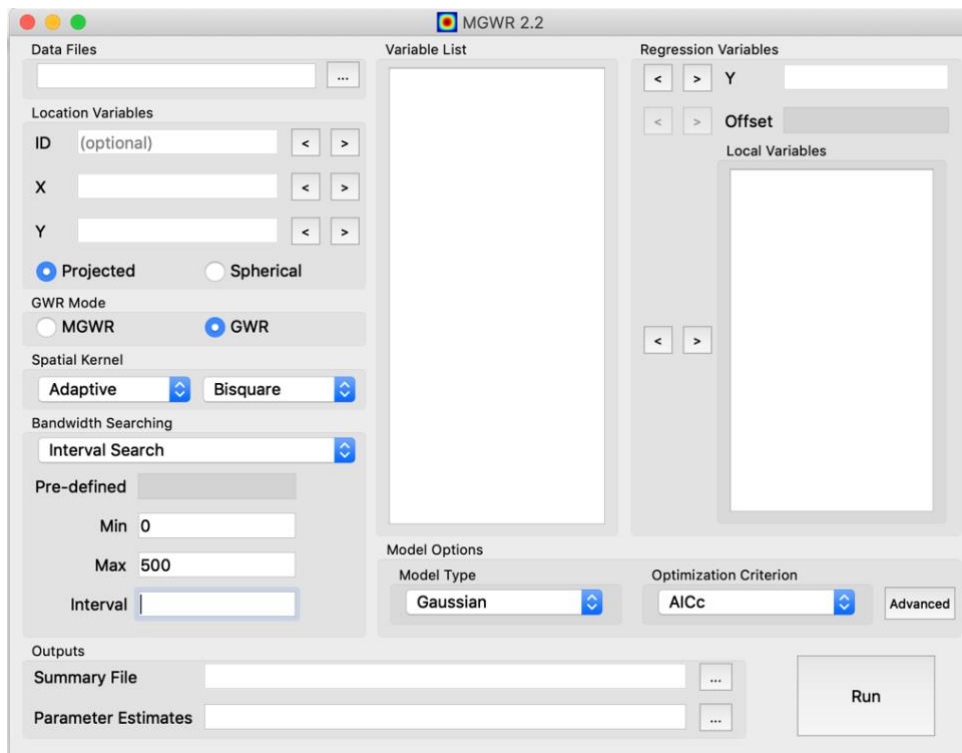 MGWR 2.2
Data Files
...
Location Variables
ID (optional) < >
X < >
Y < >
Projected Spherical
GWR Mode
MGWR GWR
Spatial Kernel
Adaptive Bisquare
Bandwidth Searching
Interval Search
Pre-defined
Min 0
Max 500
Interval
Variable List
Regression Variables
< > Y
< > Offset
Local Variables
< >
Model Options
Model Type
Gaussian
Optimization Criterion
AICc
Advanced
Outputs
Summary File ...
Parameter Estimates ...
Run